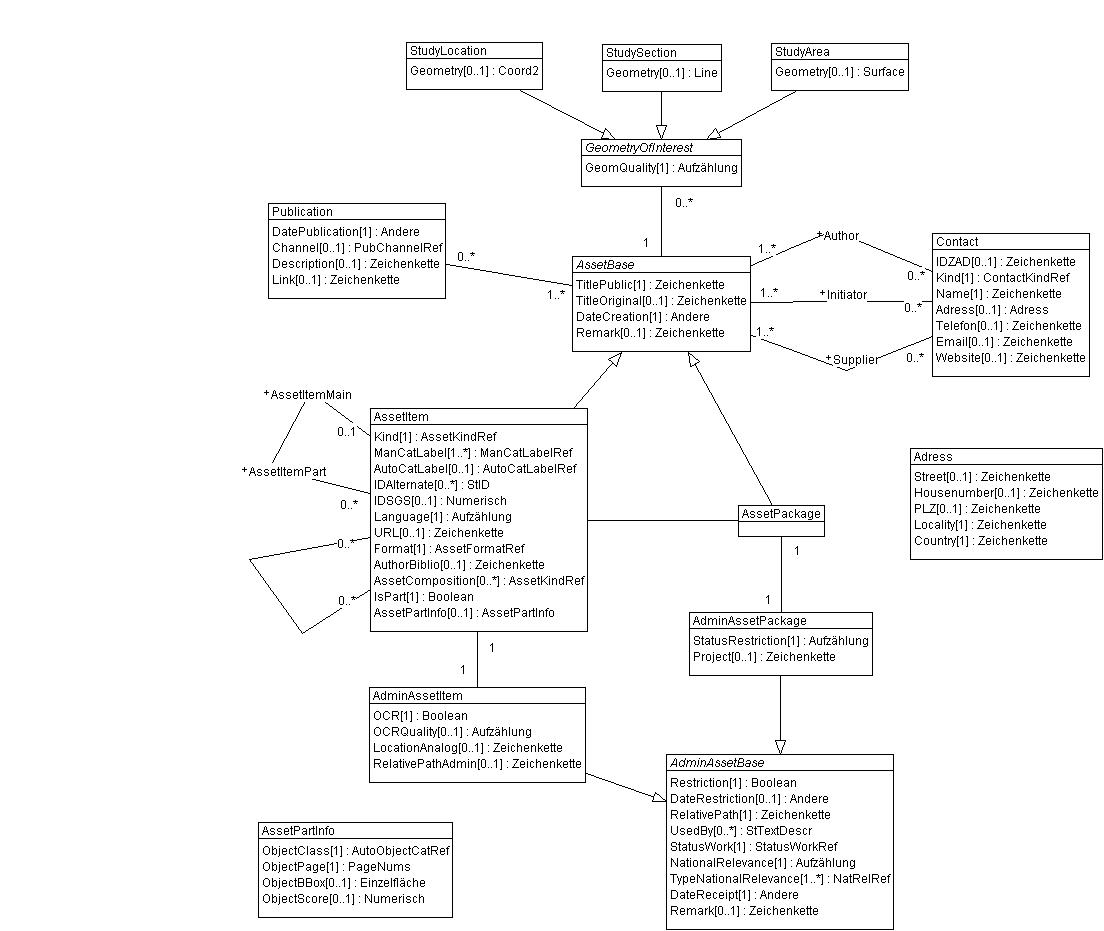 StudyLocation
Geometry[0..1] : Coord2
StudySection
Geometry[0..1] : Line
StudyArea
Geometry[0..1] : Surface
GeometryOfInterest
GeomQuality[1] : Aufzählung
0..*
1
Publication
DatePublication[1] : Andere
Channel[0..1] : PubChannelRef
Description[0..1] : Zeichenkette
Link[0..1] : Zeichenkette
0..*
1..*
AssetBase
TitlePublic[1] : Zeichenkette
TitleOriginal[0..1] : Zeichenkette
DateCreation[1] : Andere
Remark[0..1] : Zeichenkette
1..*
+Author
0..*
1..*
+Initiator
0..*
1..*
+Supplier
0..*
Contact
IDZAD[0..1] : Zeichenkette
Kind[1] : ContactKindRef
Name[1] : Zeichenkette
Adress[0..1] : Adress
Telefon[0..1] : Zeichenkette
Email[0..1] : Zeichenkette
Website[0..1] : Zeichenkette
+AssetItemMain
0..1
+AssetItemPart
0..*
0..*
0..*
AssetItem
Kind[1] : AssetKindRef
ManCatLabel[1..*] : ManCatLabelRef
AutoCatLabel[0..1] : AutoCatLabelRef
IDAlternate[0..*] : StID
IDSGS[0..1] : Numerisch
Language[1] : Aufzählung
URL[0..1] : Zeichenkette
Format[1] : AssetFormatRef
AuthorBiblio[0..1] : Zeichenkette
AssetComposition[0..*] : AssetKindRef
IsPart[1] : Boolean
AssetPartInfo[0..1] : AssetPartInfo
Adress
Street[0..1] : Zeichenkette
Housenumber[0..1] : Zeichenkette
PLZ[0..1] : Zeichenkette
Locality[1] : Zeichenkette
Country[1] : Zeichenkette
AssetPackage
1
1
AdminAssetPackage
StatusRestriction[1] : Aufzählung
Project[0..1] : Zeichenkette
1
1
AdminAssetItem
OCR[1] : Boolean
OCRQuality[0..1] : Aufzählung
LocationAnalog[0..1] : Zeichenkette
RelativePathAdmin[0..1] : Zeichenkette
AdminAssetBase
Restriction[1] : Boolean
DateRestriction[0..1] : Andere
RelativePath[1] : Zeichenkette
UsedBy[0..*] : StTextDescr
StatusWork[1] : StatusWorkRef
NationalRelevance[1] : Aufzählung
TypeNationalRelevance[1..*] : NatRelRef
DateReceipt[1] : Andere
Remark[0..1] : Zeichenkette
AssetPartInfo
ObjectClass[1] : AutoObjectCatRef
ObjectPage[1] : PageNums
ObjectBBox[0..1] : Einzelfläche
ObjectScore[0..1] : Numerisch